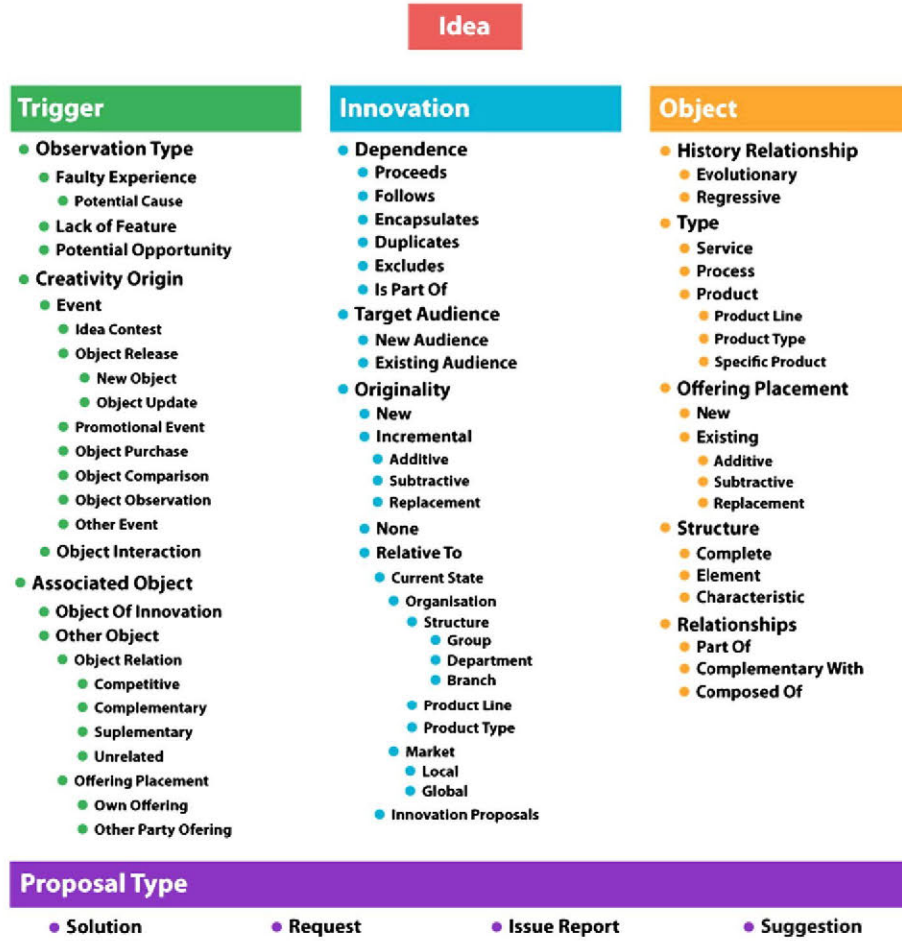 Idea
Trigger
Observation Type
Faulty Experience
Potential Cause
Lack of Feature
Potential Opportunity
Creativity Origin
Event
Idea Contest
Object Release
New Object
Object Update
Promotional Event
Object Purchase
Object Comparison
Object Observation
Other Event
Object Interaction
Associated Object
Object Of Innovation
Other Object
Object Relation
Competitive
Complementary
Suplementary
Unrelated
Offering Placement
Own Offering
Other Party Ofering
Innovation
Dependence
Proceeds
Follows
Encapsulates
Duplicates
Excludes
Is Part Of
Target Audience
New Audience
Existing Audience
Originality
New
Incremental
Additive
Subtractive
Replacement
None
Relative To
Current State
Organisation
Structure
Group
Department
Branch
Product Line
Product Type
Market
Local
Global
Innovation Proposals
Object
History Relationship
Evolutionary
Regressive
Type
Service
Process
Product
Product Line
Product Type
Specific Product
Offering Placement
New
Existing
Additive
Subtractive
Replacement
Structure
Complete
Element
Characteristic
Relationships
Part Of
Complementary With
Composed Of
Proposal Type
Solution
Request
Issue Report
Suggestion